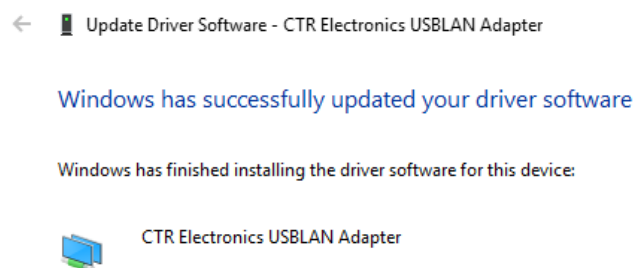 Update Driver Software - CTR Electronics USBLAN Adapter
Windows has successfully updated your driver software
Windows has finished installing the driver software for this device:
CTR Electronics USBLAN Adapter